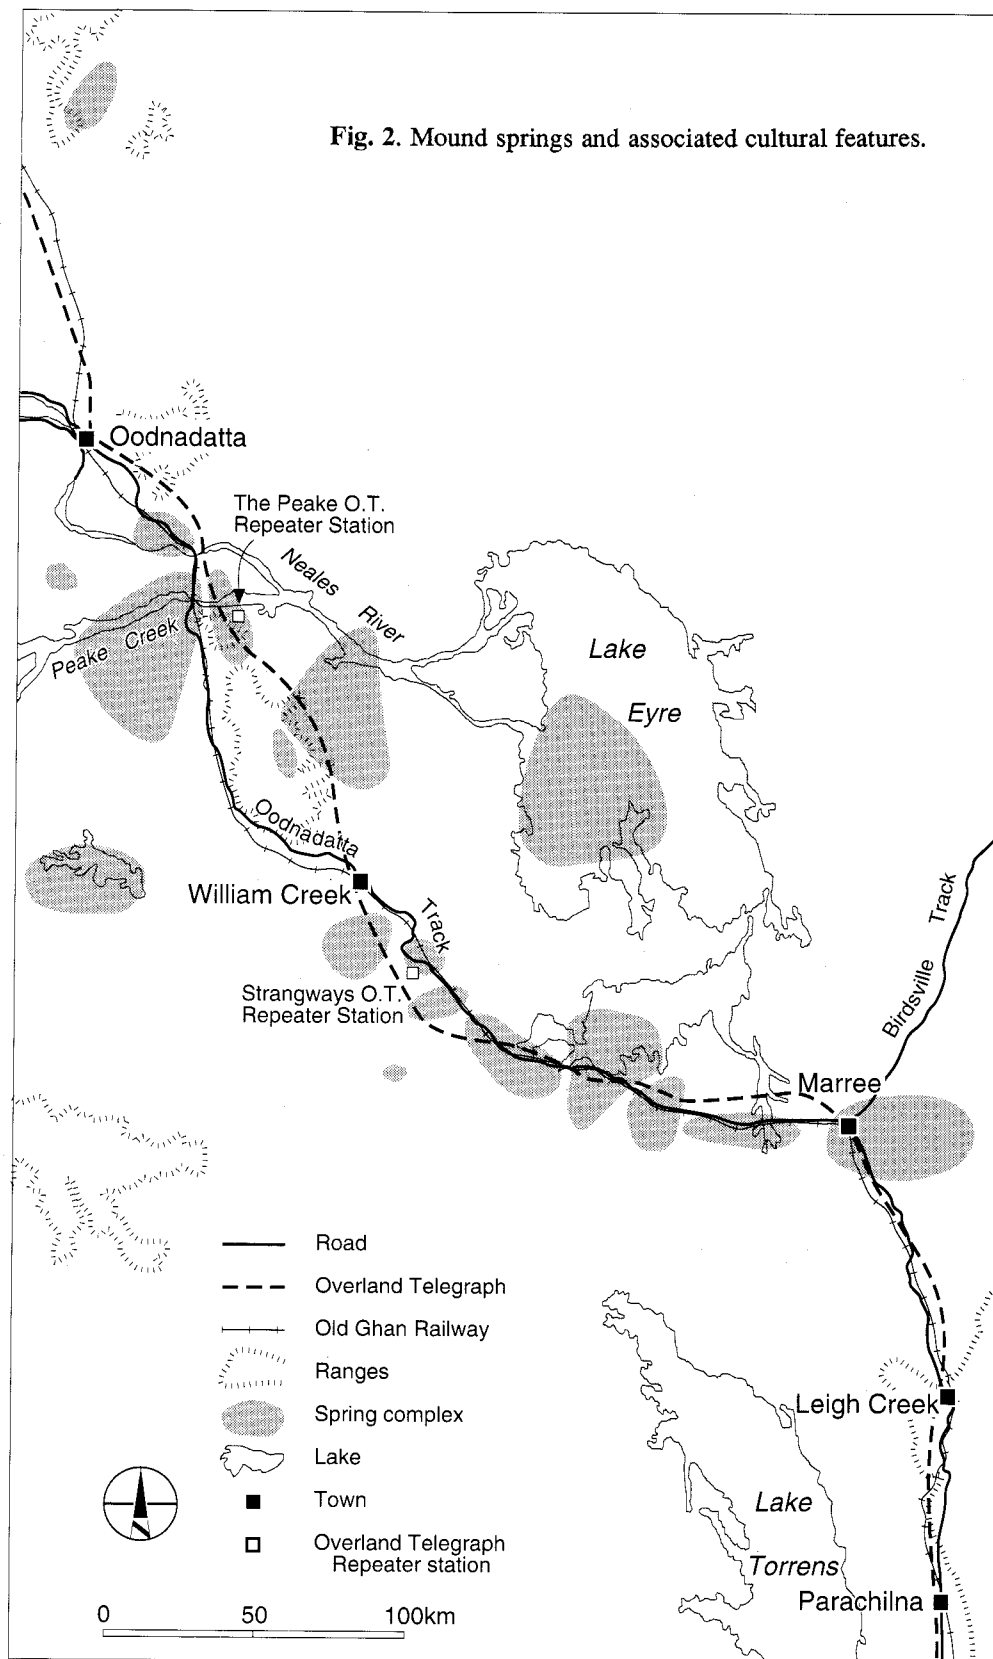 Fig. 2. Mound springs and associated cultural features.
Oodnadatta
The Peake O.T.
Repeater Station
Neales
River
Peake Creek
Lake
Eyre
Oodnadatta
William Creek
Track
Strangways O.T.
Repeater Station
Birdsville Track
Marree
Road
Overland Telegraph
Old Ghan Railway
Ranges
Spring complex
Lake
Town
Overland Telegraph
Repeater station
Leigh Creek
Lake
Torrens
Parachilna
0 50 100km